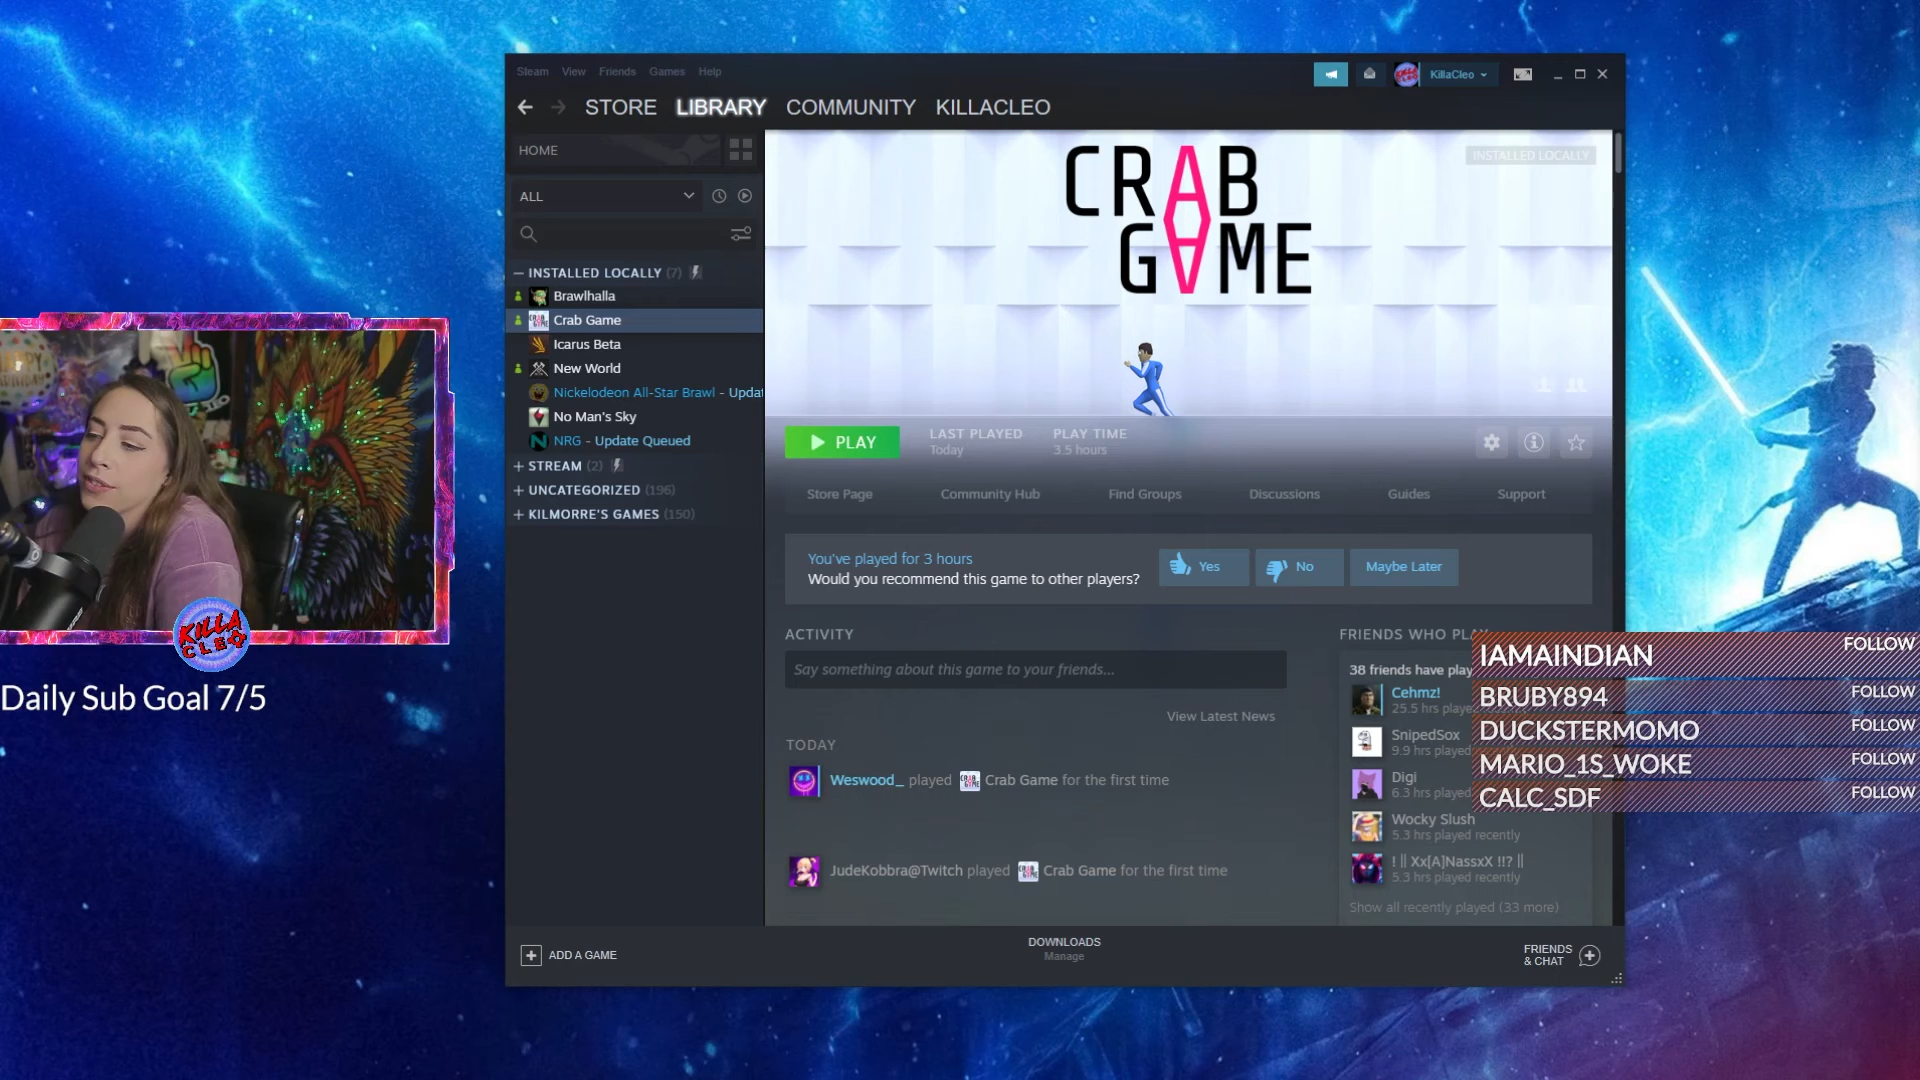 Steam View Friends Games Help
KillaCleo
STORE LIBRARY COMMUNITY KILLACLEO
HOME
ALL
INSTALLED LOCALLY (7)
Brawlhalla
Crab Game
Icarus Beta
New World
Nickelodeon All-Star Brawl - Updat
No Man's Sky
NRG - Update Queued
STREAM (2)
UNCATEGORIZED (196)
KILMORRE'S GAMES (150)
CRAB
GAME
INSTALLED LOCALLY
PLAY
LAST PLAYED
Today
PLAY TIME
3.5 hours
Store Page Community Hub Find Groups Discussions Guides Support
You've played for 3 hours
Would you recommend this game to other players?
Yes No Maybe Later
ACTIVITY
Say something about this game to your friends...
View Latest News
TODAY
Weswood_ played Crab Game for the first time
JudeKobbra@Twitch played Crab Game for the first time
FRIENDS WHO PLAY
38 friends have play
Cehmz!
25.5 hrs playe
SnipedSox
9.9 hrs played
Digi
6.3 hrs played
Wocky Slush
5.3 hrs played recently
! || Xx[A]NassxX !!? ||
5.3 hrs played recently
Show all recently played (33 more)
IAMAINDIAN FOLLOW
BRUBY894 FOLLOW
DUCKSTERMOMO FOLLOW
MARIO_1S_WOKE FOLLOW
CALC_SDF FOLLOW
KILLA
CLEO
Daily Sub Goal 7/5
ADD A GAME
DOWNLOADS
Manage
FRIENDS
& CHAT